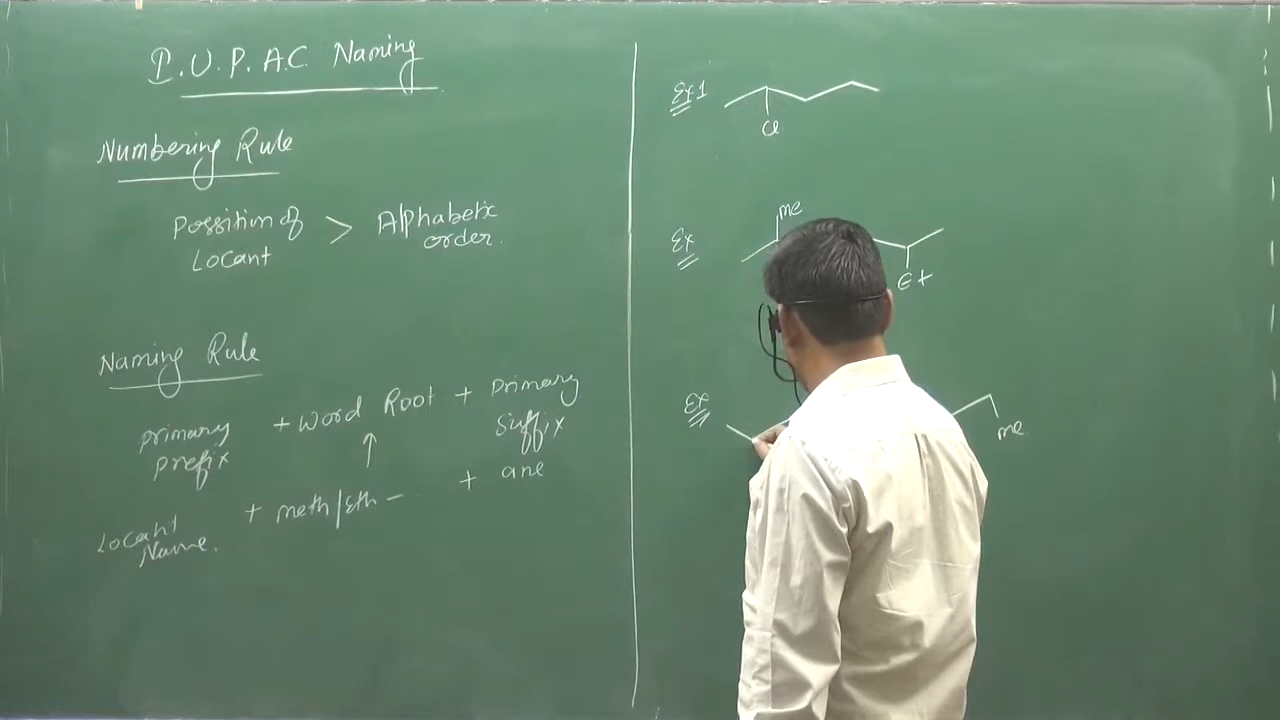 I.U.P.A.C. Naming
Numbering Rule
Possition of > Alphabetic
Locant order.
Naming Rule
Primary + Word Root + Primary
Prefix Suffix
↑
Locant + meth/Eth - + ane
Name.
Ex 1
Cl
Ex
me
Et
Ex
me